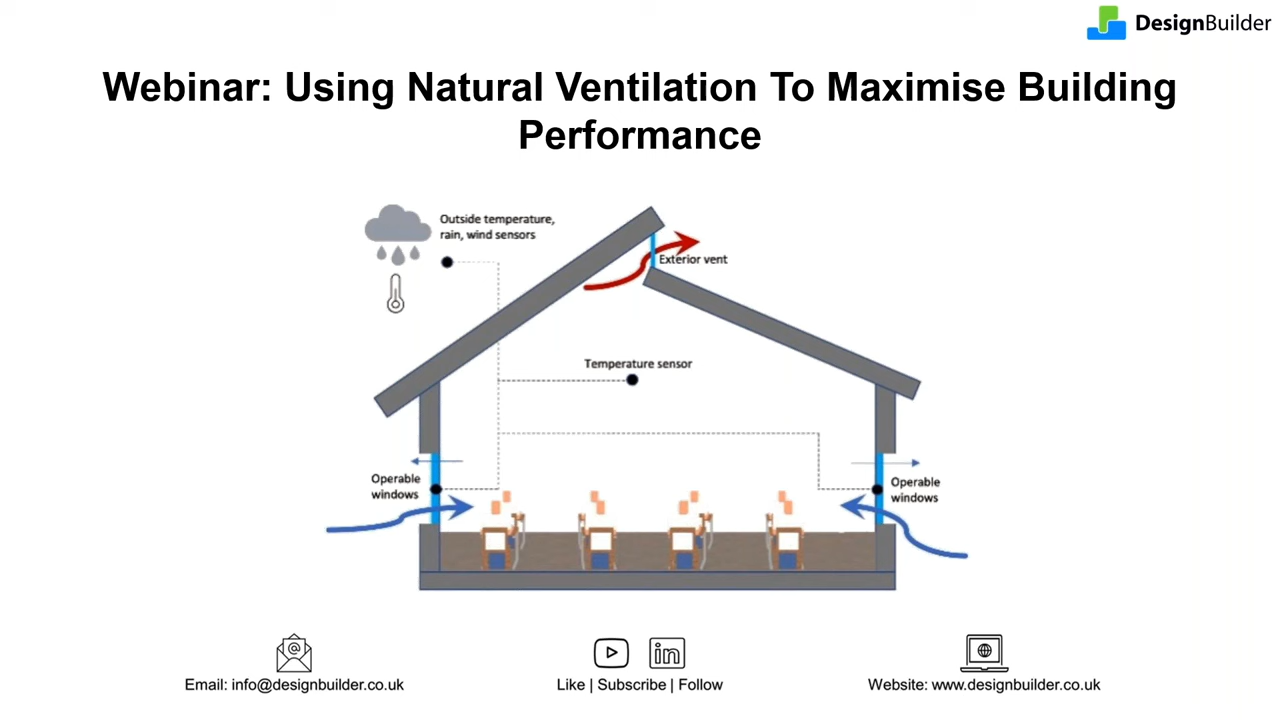 DesignBuilder
Webinar: Using Natural Ventilation To Maximise Building
Performance
Outside temperature,
rain, wind sensors
Exterior vent
Temperature sensor
Operable
windows
Operable
windows
@
in
Email: info@designbuilder.co.uk
Like | Subscribe | Follow
Website: www.designbuilder.co.uk